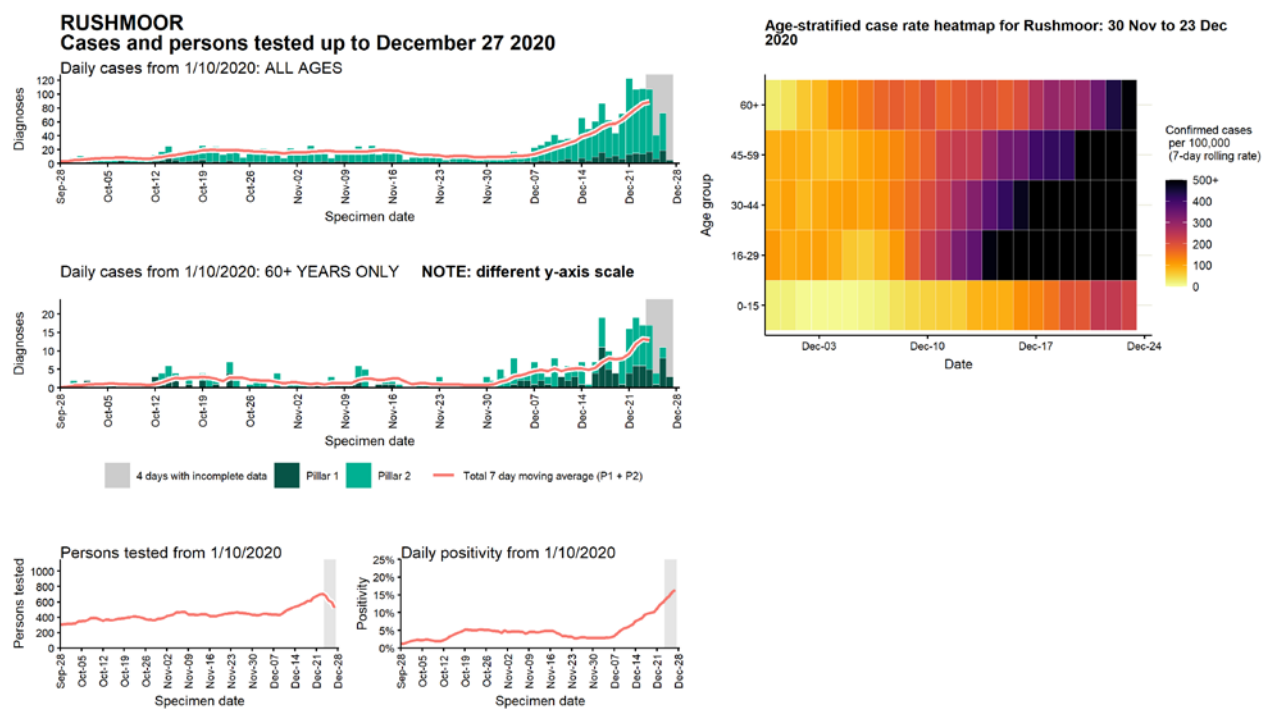 RUSHMOOR
Cases and persons tested up to December 27 2020
Daily cases from 1/10/2020: ALL AGES
Diagnoses
120
100
80
60
40
20
0
Sep-28
Oct-05
Oct-12
Oct-19
Oct-26
Nov-02
Nov-09
Nov-16
Nov-23
Nov-30
Dec-07
Dec-14
Dec-21
Dec-28
Specimen date
Daily cases from 1/10/2020: 60+ YEARS ONLY NOTE: different y-axis scale
Diagnoses
20
15
10
5
0
Sep-28
Oct-05
Oct-12
Oct-19
Oct-26
Nov-02
Nov-09
Nov-16
Nov-23
Nov-30
Dec-07
Dec-14
Dec-21
Dec-28
Specimen date
4 days with incomplete data Pillar 1 Pillar 2 Total 7 day moving average (P1 + P2)
Persons tested from 1/10/2020
Persons tested
1000
800
600
400
200
0
Sep-28
Oct-05
Oct-12
Oct-19
Oct-26
Nov-02
Nov-09
Nov-16
Nov-23
Nov-30
Dec-07
Dec-14
Dec-21
Dec-28
Specimen date
Daily positivity from 1/10/2020
Positivity
25%
20%
15%
10%
5%
0%
Sep-28
Oct-05
Oct-12
Oct-19
Oct-26
Nov-02
Nov-09
Nov-16
Nov-23
Nov-30
Dec-07
Dec-14
Dec-21
Dec-28
Specimen date
Age-stratified case rate heatmap for Rushmoor: 30 Nov to 23 Dec
2020
Age group
60+
45-59
30-44
16-29
0-15
Dec-03
Dec-10
Dec-17
Dec-24
Date
Confirmed cases
per 100,000
(7-day rolling rate)
500+
400
300
200
100
0